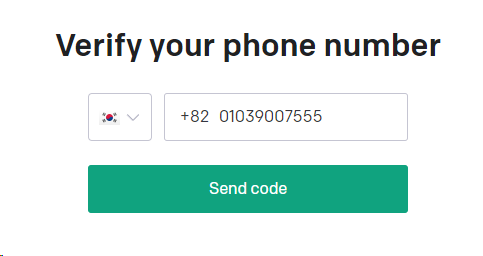 Verify your phone number
+82 01039007555
Send code